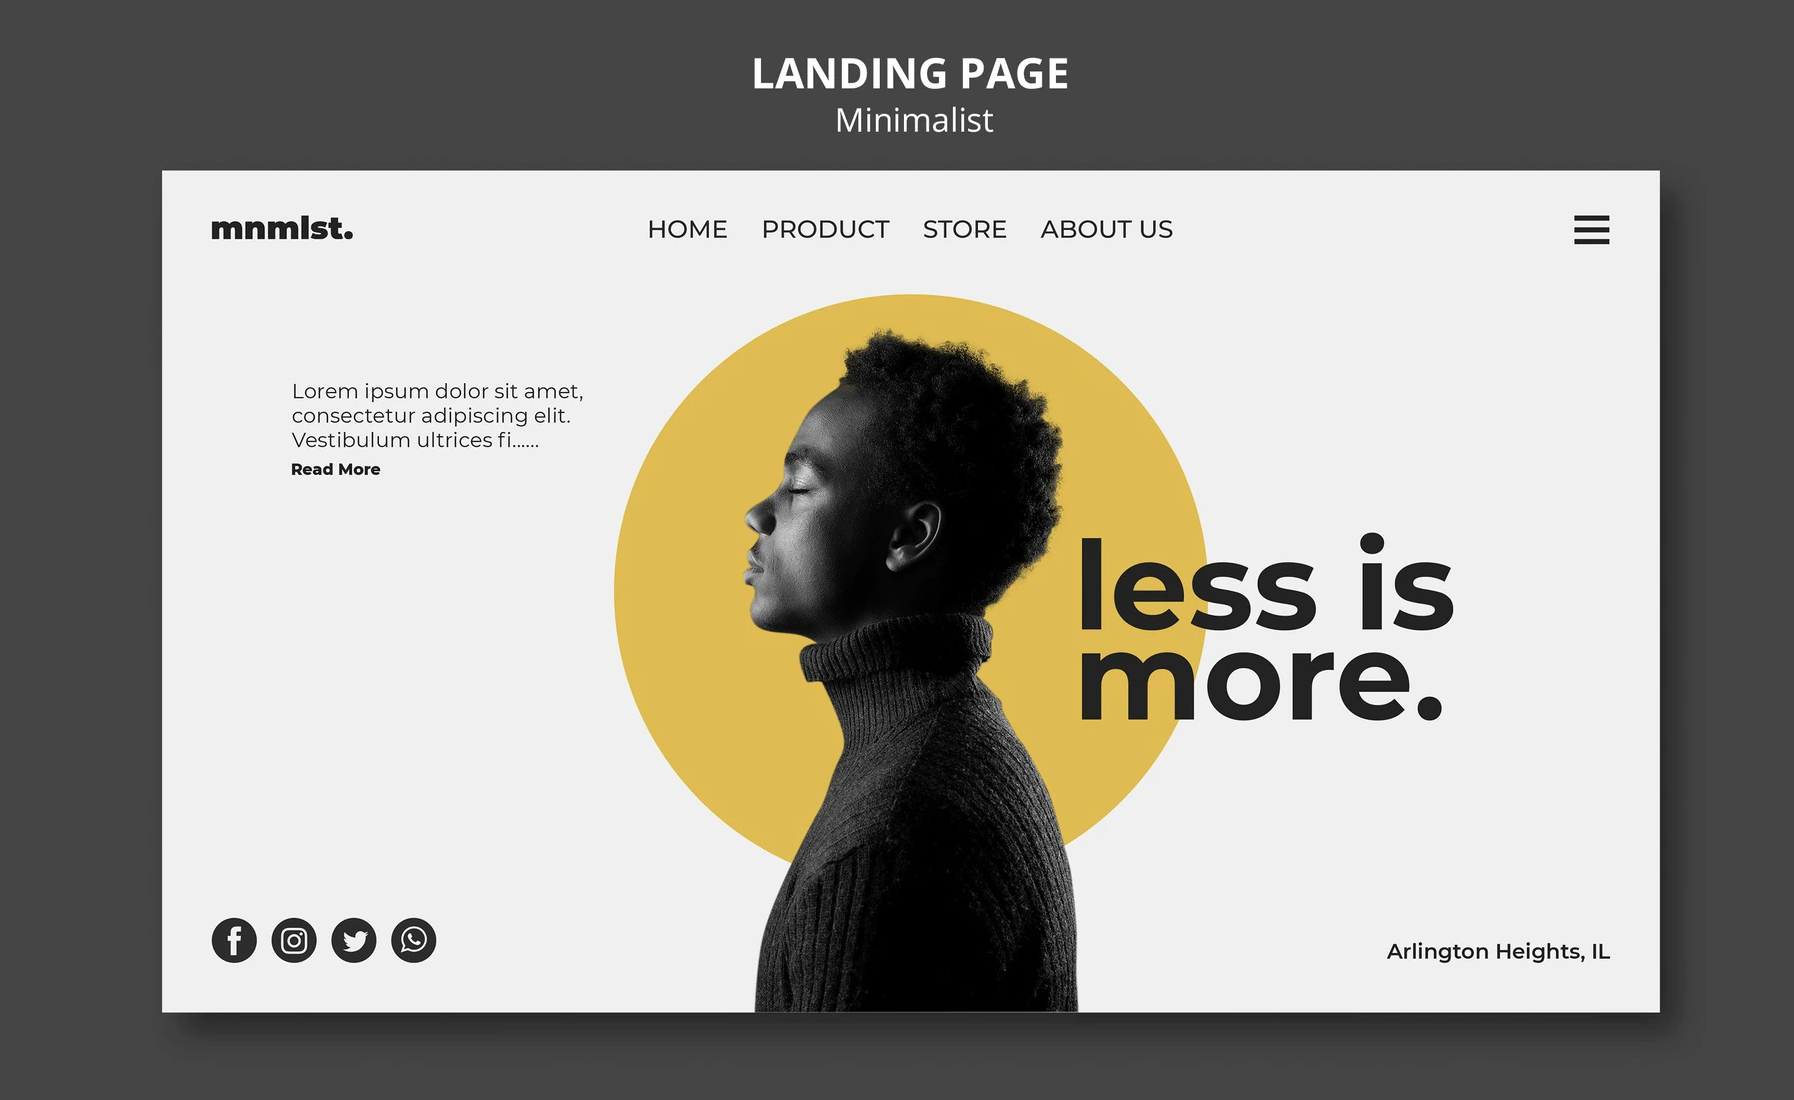 LANDING PAGE
Minimalist
mnmlst.
HOME PRODUCT STORE ABOUT US
Lorem ipsum dolor sit amet,
consectetur adipiscing elit.
Vestibulum ultrices fi......
Read More
less is
more.
Arlington Heights, IL